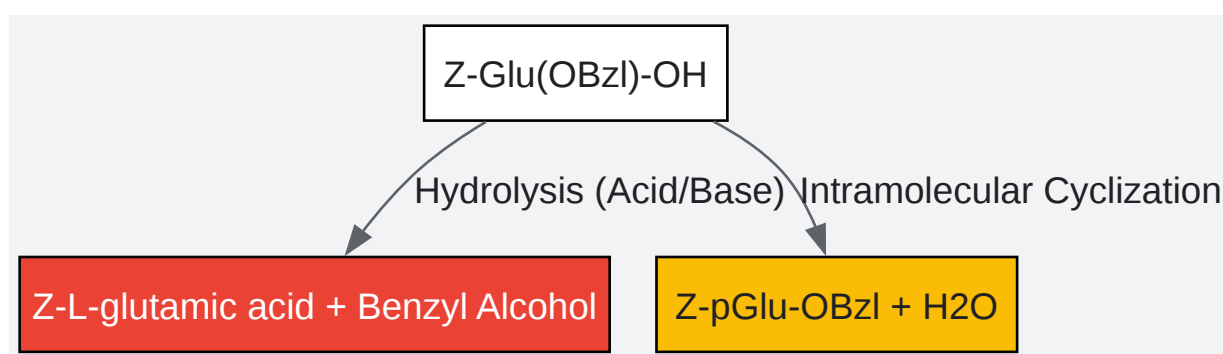 Z-Glu(OBzl)-OH
Hydrolysis (Acid/Base)
Intramolecular Cyclization
Z-L-glutamic acid + Benzyl Alcohol
Z-pGlu-OBzl + H2O